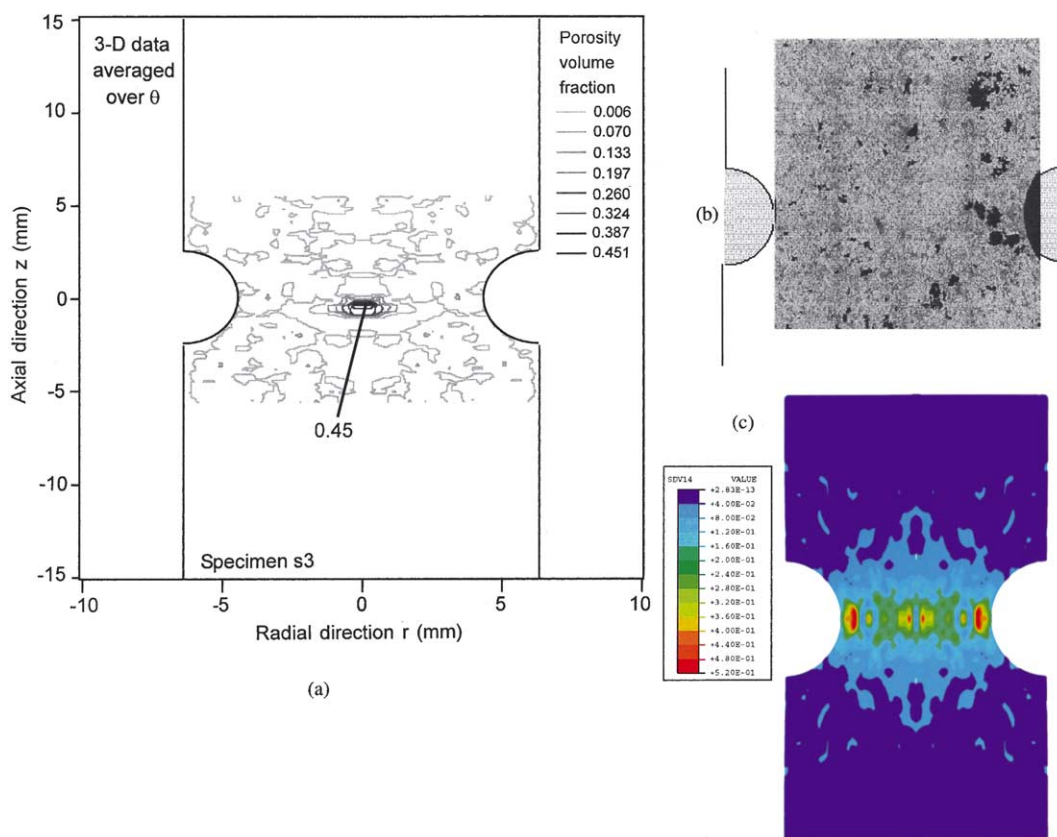 15
10
5
0
-5
-10
-15
Axial direction z (mm)
3-D data
averaged
over θ
Porosity
volume
fraction
0.006
0.070
0.133
0.197
0.260
0.324
0.387
0.451
0.45
Specimen s3
-10
-5
0
5
10
Radial direction r (mm)
(a)
(b)
(c)
SDV14 VALUE
+2.83E-13
+4.00E-02
+8.00E-02
+1.20E-01
+1.60E-01
+2.00E-01
+2.40E-01
+2.80E-01
+3.20E-01
+3.60E-01
+4.00E-01
+4.40E-01
+4.80E-01
+5.20E-01